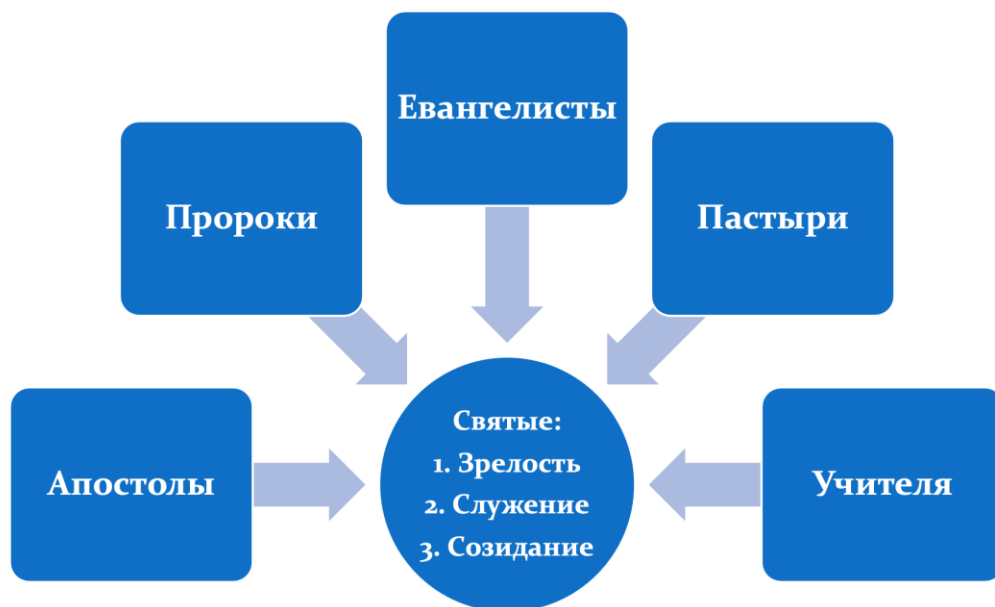 Евангелисты
Пророки
Пастыри
Апостолы
Святые:
1. Зрелость
2. Служение
3. Созидание
Учителя